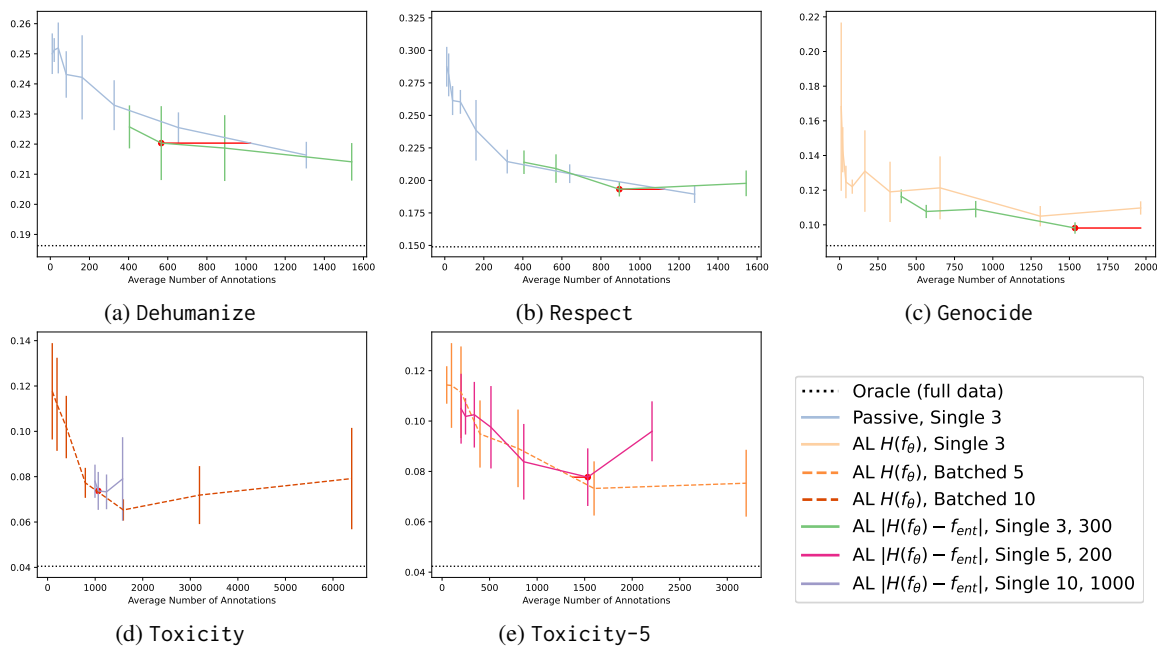 0.26
0.25
0.24
0.23
0.22
0.21
0.20
0.19
0 200 400 600 800 1000 1200 1400 1600
Average Number of Annotations
(a) Dehumanize
0.300
0.275
0.250
0.225
0.200
0.175
0.150
0 200 400 600 800 1000 1200 1400 1600
Average Number of Annotations
(b) Respect
0.22
0.20
0.18
0.16
0.14
0.12
0.10
0 250 500 750 1000 1250 1500 1750 2000
Average Number of Annotations
(c) Genocide
0.14
0.12
0.10
0.08
0.06
0.04
0 1000 2000 3000 4000 5000 6000
Average Number of Annotations
(d) Toxicity
0.14
0.12
0.10
0.08
0.06
0.04
0 500 1000 1500 2000 2500 3000
Average Number of Annotations
(e) Toxicity-5
Oracle (full data)
Passive, Single 3
AL H(fθ), Single 3
AL H(fθ), Batched 5
AL H(fθ), Batched 10
AL |H(fθ) − fent|, Single 3, 300
AL |H(fθ) − fent|, Single 5, 200
AL |H(fθ) − fent|, Single 10, 1000